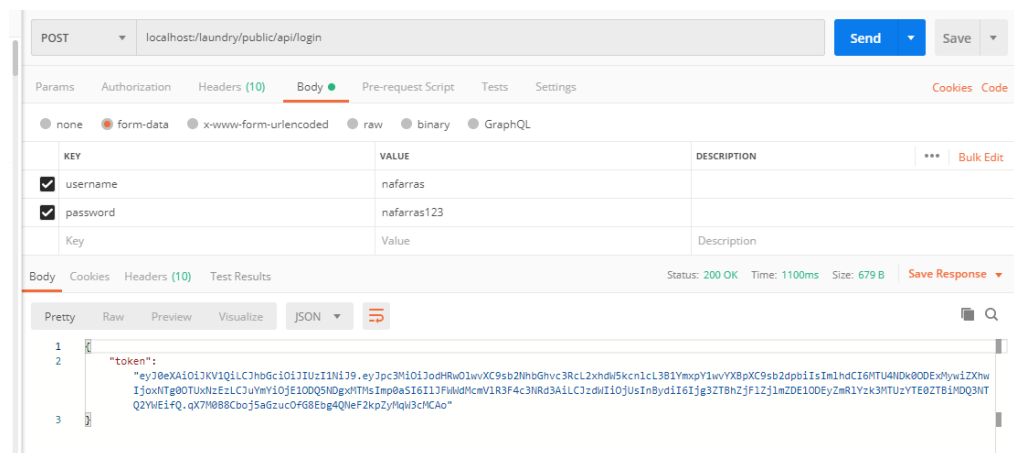 POST localhost:/laundry/public/api/login Send Save
Params Authorization Headers (10) Body Pre-request Script Tests Settings Cookies Code
none form-data x-www-form-urlencoded raw binary GraphQL
KEY VALUE DESCRIPTION ••• Bulk Edit
username nafarras
password nafarras123
Key Value Description
Body Cookies Headers (10) Test Results Status: 200 OK Time: 1100ms Size: 679 B Save Response
Pretty Raw Preview Visualize JSON
1 {
2 "token":
3 }